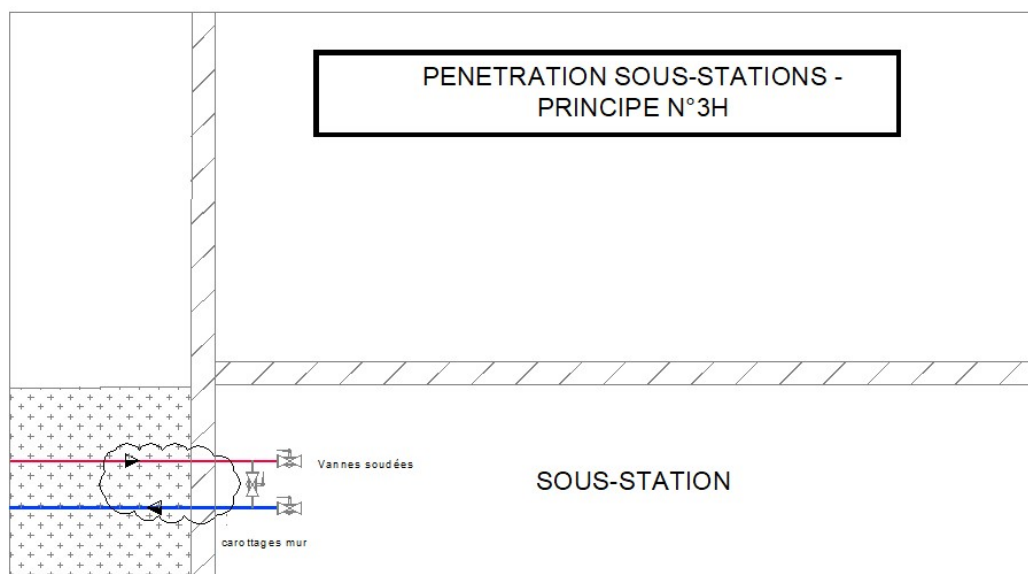 PENETRATION SOUS-STATIONS -
PRINCIPE N°3H
Vannes soudées
SOUS-STATION
carottages mur